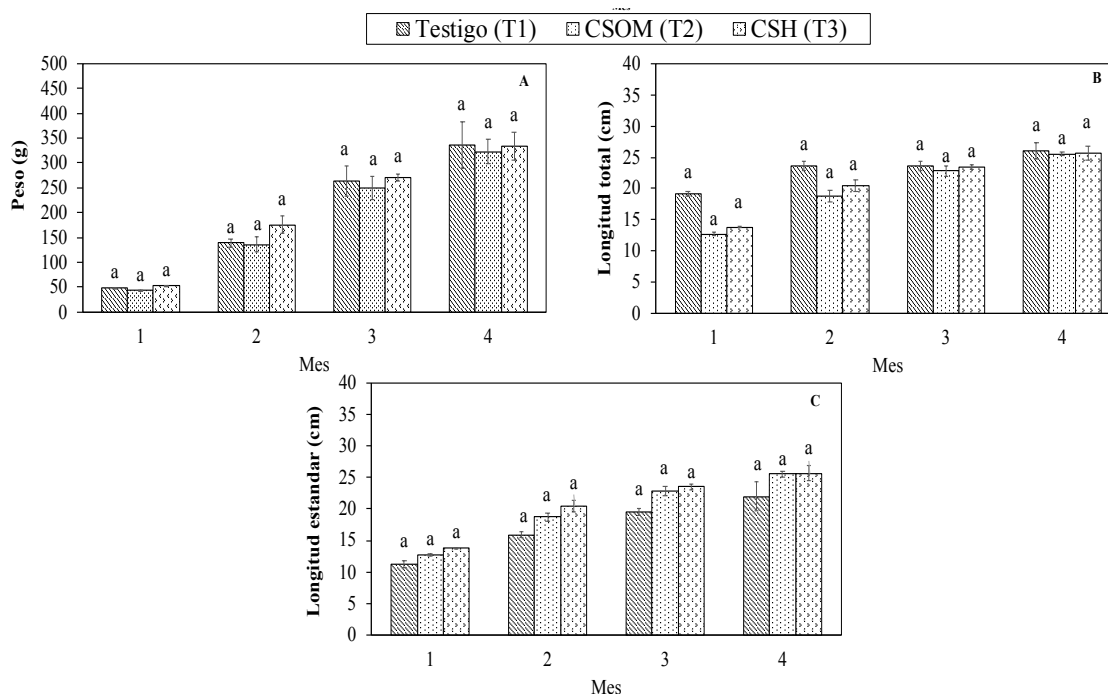 Mes
Testigo (T1) CSOM (T2) CSH (T3)
A
Peso (g)
500
450
400
350
300
250
200
150
100
50
0
a a a a a a a a a a a a
1 2 3 4
Mes
B
Longitud total (cm)
40
35
30
25
20
15
10
5
0
a a a a a a a a a a a a
1 2 3 4
Mes
C
Longitud estandar (cm)
40
35
30
25
20
15
10
5
0
a a a a a a a a a a a a
1 2 3 4
Mes